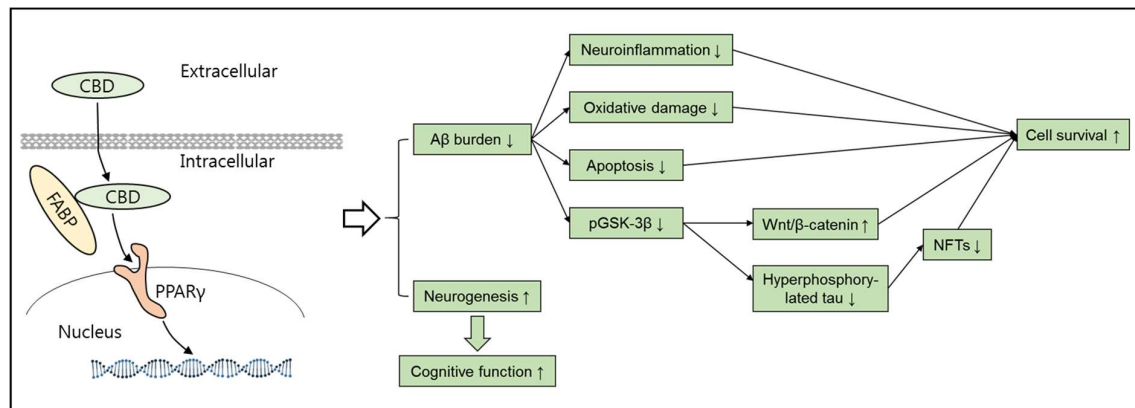 CBD
Extracellular
Intracellular
FABP
CBD
PPARγ
Nucleus
Aβ burden ↓
Neurogenesis ↑
Cognitive function ↑
Neuroinflammation ↓
Oxidative damage ↓
Apoptosis ↓
pGSK-3β ↓
Wnt/β-catenin ↑
Hyperphosphory-
lated tau ↓
NFTs ↓
Cell survival ↑